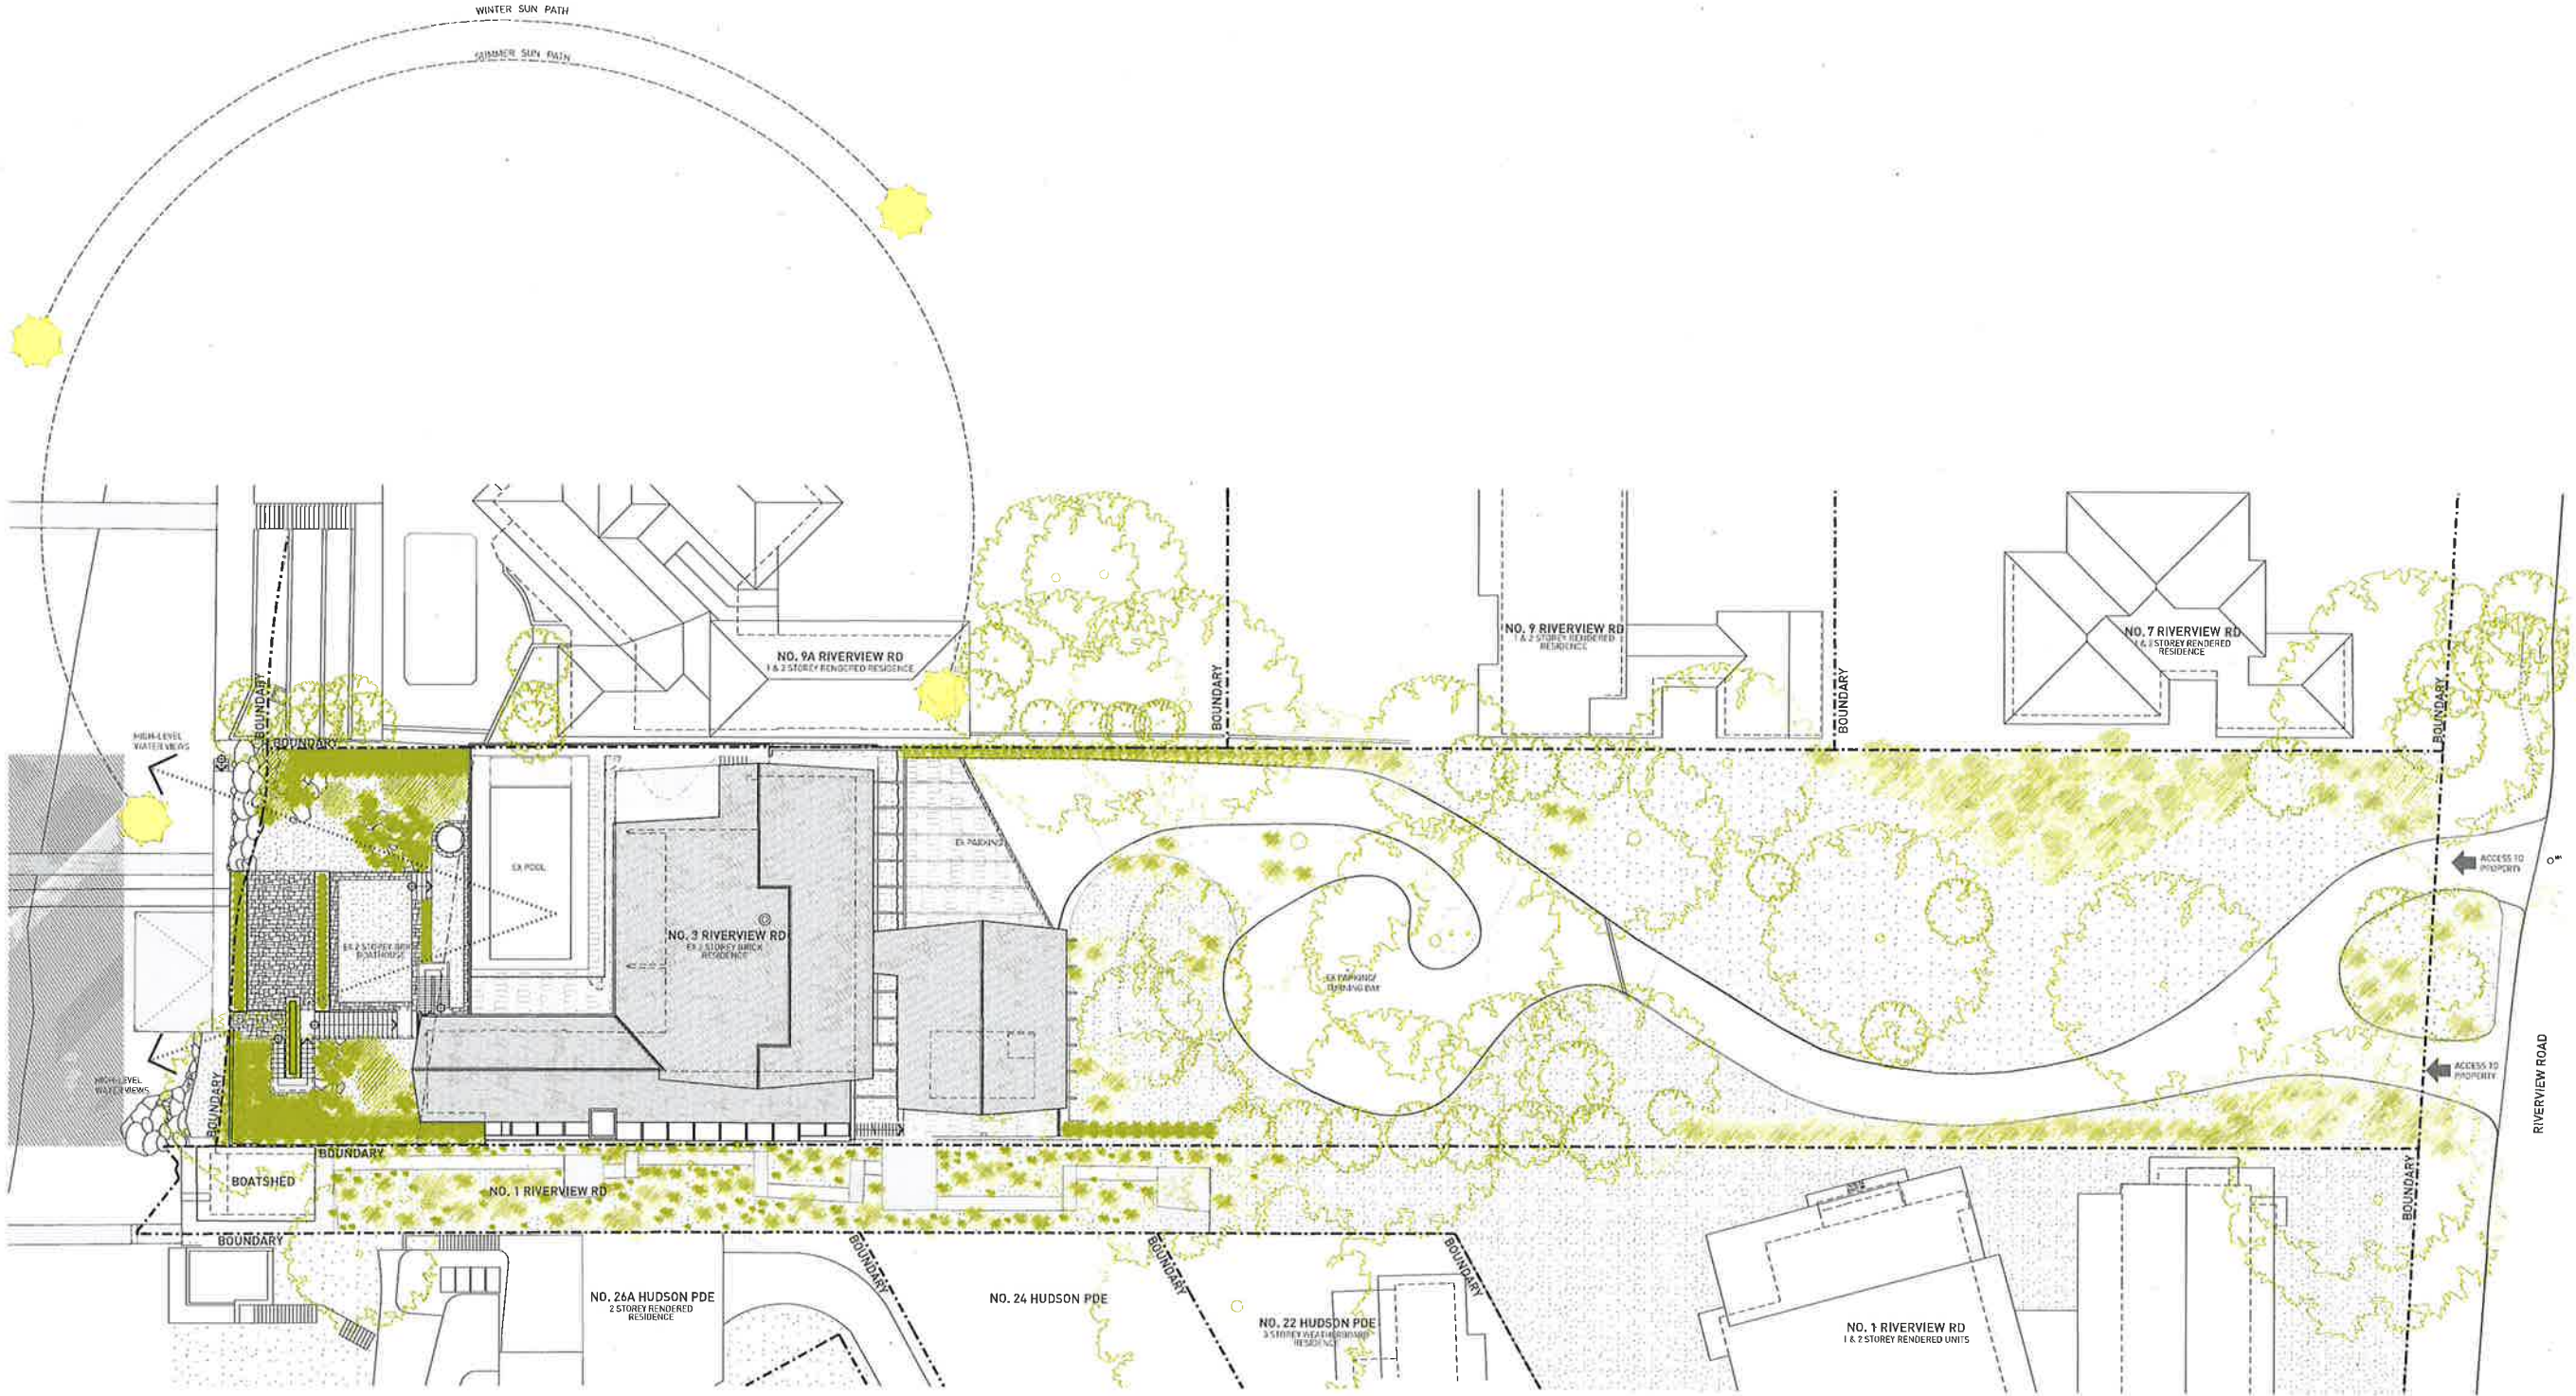 WINTER SUN PATH
SUMMER SUN PATH
NO. 9A RIVERVIEW RD
1 & 2 STOREY RENDERED RESIDENCE
NO. 9 RIVERVIEW RD
1 & 2 STOREY RENDERED
RESIDENCE
NO. 7 RIVERVIEW RD
1 & 2 STOREY RENDERED
RESIDENCE
BOUNDARY
BOUNDARY
BOUNDARY
BOUNDARY
BOUNDARY
HIGH-LEVEL
WATER VIEWS
EX POOL
EX PARKING
NO. 3 RIVERVIEW RD
EX 2 STOREY BRICK
RESIDENCE
EX 2 STOREY
BOATHOUSE
EX PARKING/
TURNING BAY
ACCESS TO
PROPERTY
ACCESS TO
PROPERTY
RIVERVIEW ROAD
HIGH-LEVEL
WATER VIEWS
BOUNDARY
BOUNDARY
BOATSHED
NO. 1 RIVERVIEW RD
BOUNDARY
BOUNDARY
BOUNDARY
BOUNDARY
BOUNDARY
NO. 26A HUDSON PDE
2 STOREY RENDERED
RESIDENCE
NO. 24 HUDSON PDE
NO. 22 HUDSON PDE
3 STOREY WEATHERBOARD
RESIDENCE
NO. 1 RIVERVIEW RD
1 & 2 STOREY RENDERED UNITS